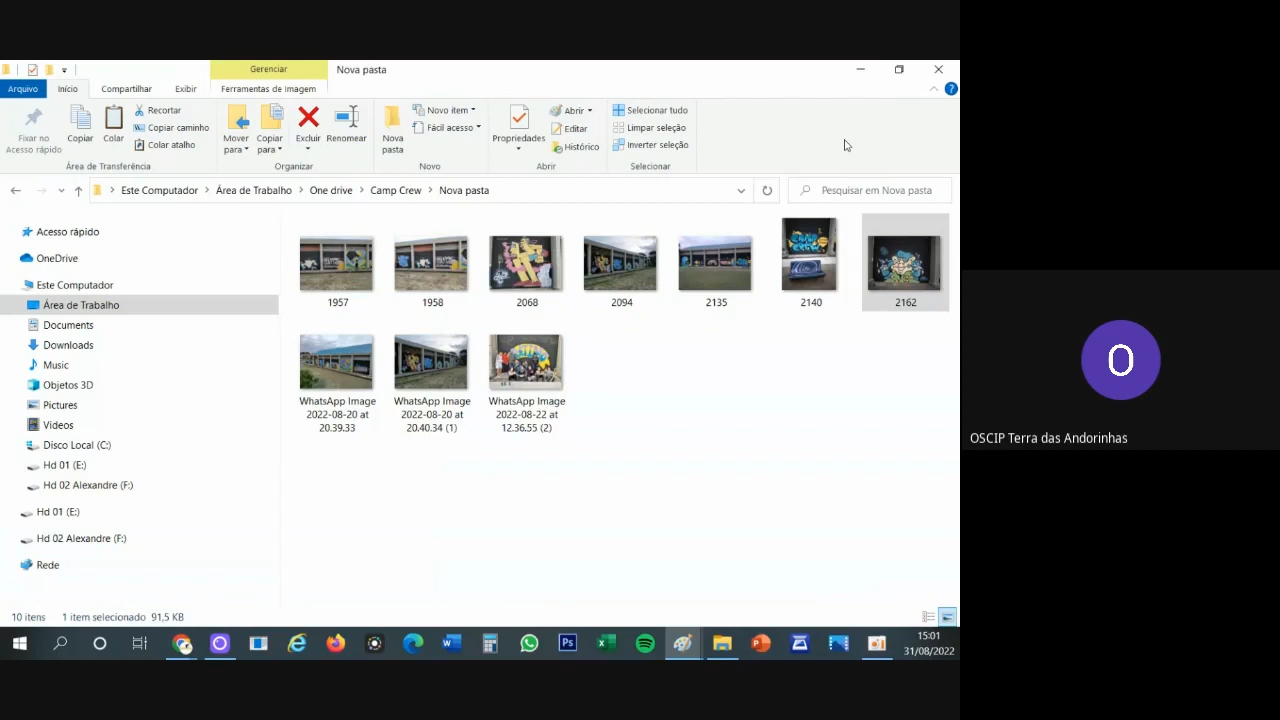 Gerenciar
Nova pasta
Arquivo
Início
Compartilhar
Exibir
Ferramentas de Imagem
Fixar no
Acesso rápido
Copiar
Colar
Recortar
Copiar caminho
Colar atalho
Área de Transferência
Mover
para
Copiar
para
Excluir
Renomear
Organizar
Nova
pasta
Novo item
Fácil acesso
Novo
Propriedades
Abrir
Editar
Histórico
Abrir
Selecionar tudo
Limpar seleção
Inverter seleção
Selecionar
Este Computador > Área de Trabalho > One drive > Camp Crew > Nova pasta
Pesquisar em Nova pasta
Acesso rápido
OneDrive
Este Computador
Área de Trabalho
Documents
Downloads
Music
Objetos 3D
Pictures
Videos
Disco Local (C:)
Hd 01 (E:)
Hd 02 Alexandre (F:)
Hd 01 (E:)
Hd 02 Alexandre (F:)
Rede
1957
1958
2068
2094
2135
2140
2162
WhatsApp Image
2022-08-20 at
20.39.33
WhatsApp Image
2022-08-20 at
20.40.34 (1)
WhatsApp Image
2022-08-22 at
12.36.55 (2)
10 itens
1 item selecionado 91,5 KB
15:01
31/08/2022
O
OSCIP Terra das Andorinhas